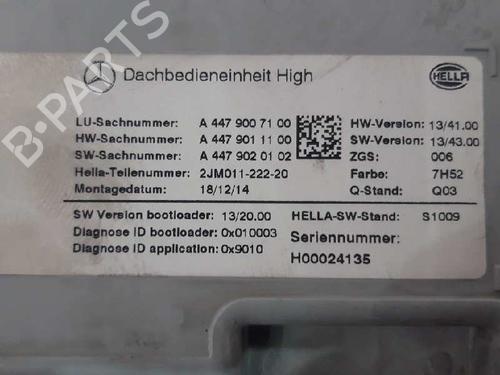 Dachbedieneinheit High
HELLA
LU-Sachnummer: A 447 900 71 00 HW-Version: 13/41.00
HW-Sachnummer: A 447 901 11 00 SW-Version: 13/43.00
SW-Sachnummer: A 447 902 01 02 ZGS: 006
Hella-Teilenummer: 2JM011-222-20 Farbe: 7H52
Montagedatum: 18/12/14 Q-Stand: Q03
SW Version bootloader: 13/20.00 HELLA-SW-Stand: S1009
Diagnose ID bootloader: 0x010003 Seriennummer:
Diagnose ID application: 0x9010 H00024135
B-PARTS